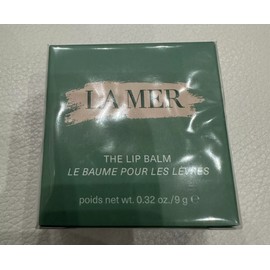 LA MER
THE LIP BALM
LE BAUME POUR LES LÈVRES
poids net wt. 0.32 oz./9 g ℮